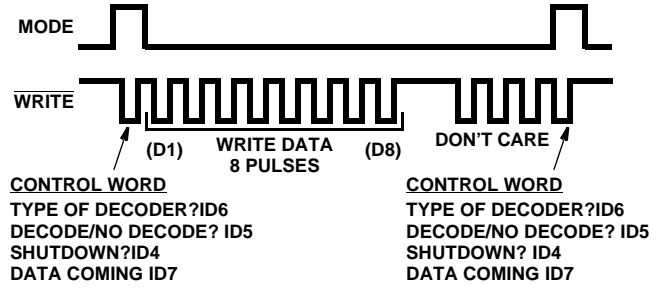 MODE
WRITE
(D1) WRITE DATA (D8) DON'T CARE
8 PULSES
CONTROL WORD
TYPE OF DECODER?ID6
DECODE/NO DECODE? ID5
SHUTDOWN?ID4
DATA COMING ID7
CONTROL WORD
TYPE OF DECODER?ID6
DECODE/NO DECODE? ID5
SHUTDOWN? ID4
DATA COMING ID7